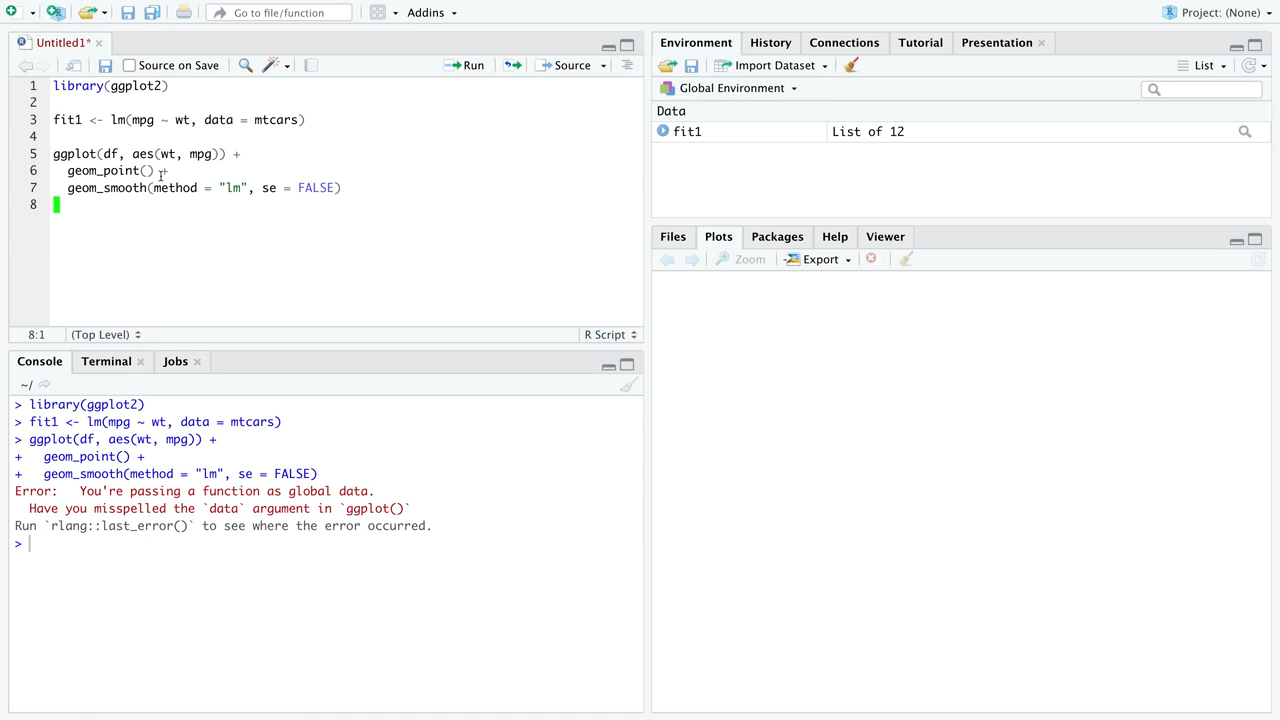 Go to file/function
Addins
Project: (None)
Untitled1*
Source on Save
Run
Source
1 library(ggplot2)
2
3 fit1 <- lm(mpg ~ wt, data = mtcars)
4
5 ggplot(df, aes(wt, mpg)) +
6 geom_point() +
7 geom_smooth(method = "lm", se = FALSE)
8
8:1 (Top Level) R Script
Console Terminal Jobs
~/
> library(ggplot2)
> fit1 <- lm(mpg ~ wt, data = mtcars)
> ggplot(df, aes(wt, mpg)) +
+ geom_point() +
+ geom_smooth(method = "lm", se = FALSE)
Error: You're passing a function as global data.
Have you misspelled the `data` argument in `ggplot()`
Run `rlang::last_error()` to see where the error occurred.
>
Environment History Connections Tutorial Presentation
Import Dataset List
Global Environment
Data
fit1 List of 12
Files Plots Packages Help Viewer
Zoom Export